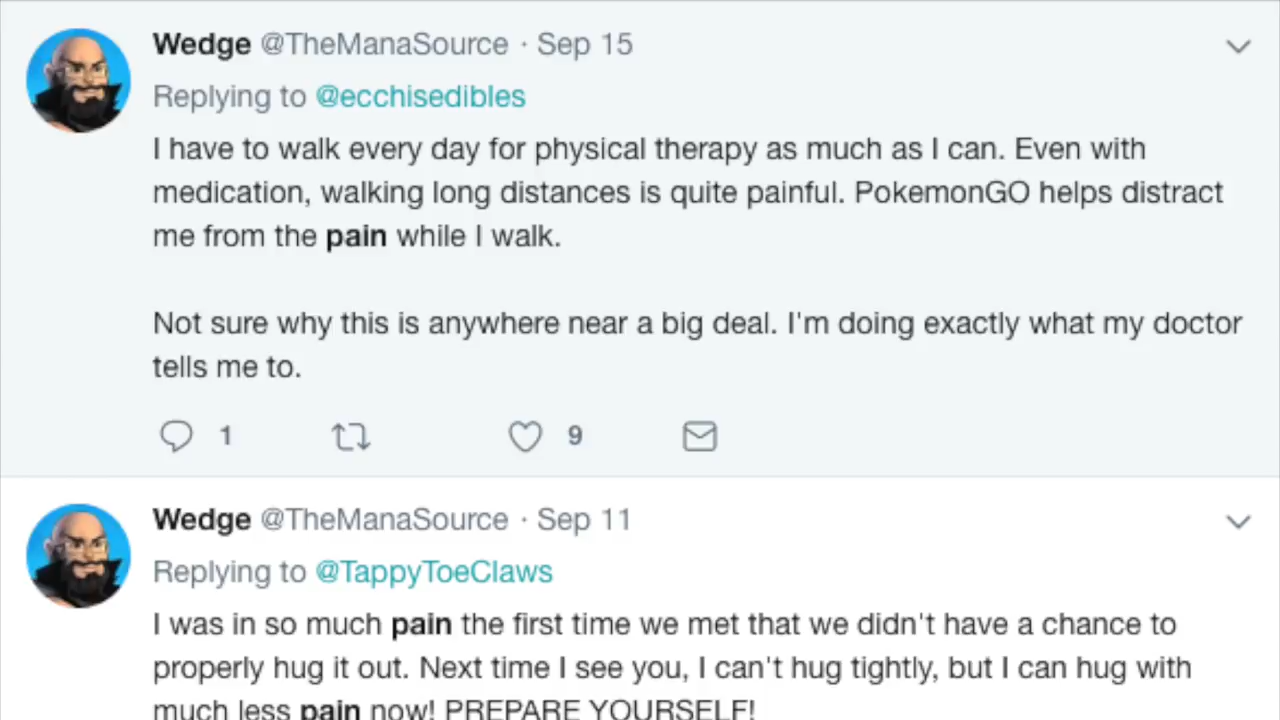 Wedge @TheManaSource · Sep 15
Replying to @ecchisedibles
I have to walk every day for physical therapy as much as I can. Even with
medication, walking long distances is quite painful. PokemonGO helps distract
me from the pain while I walk.
Not sure why this is anywhere near a big deal. I'm doing exactly what my doctor
tells me to.
1 9
Wedge @TheManaSource · Sep 11
Replying to @TappyToeClaws
I was in so much pain the first time we met that we didn't have a chance to
properly hug it out. Next time I see you, I can't hug tightly, but I can hug with
much less pain now! PREPARE YOURSELF!